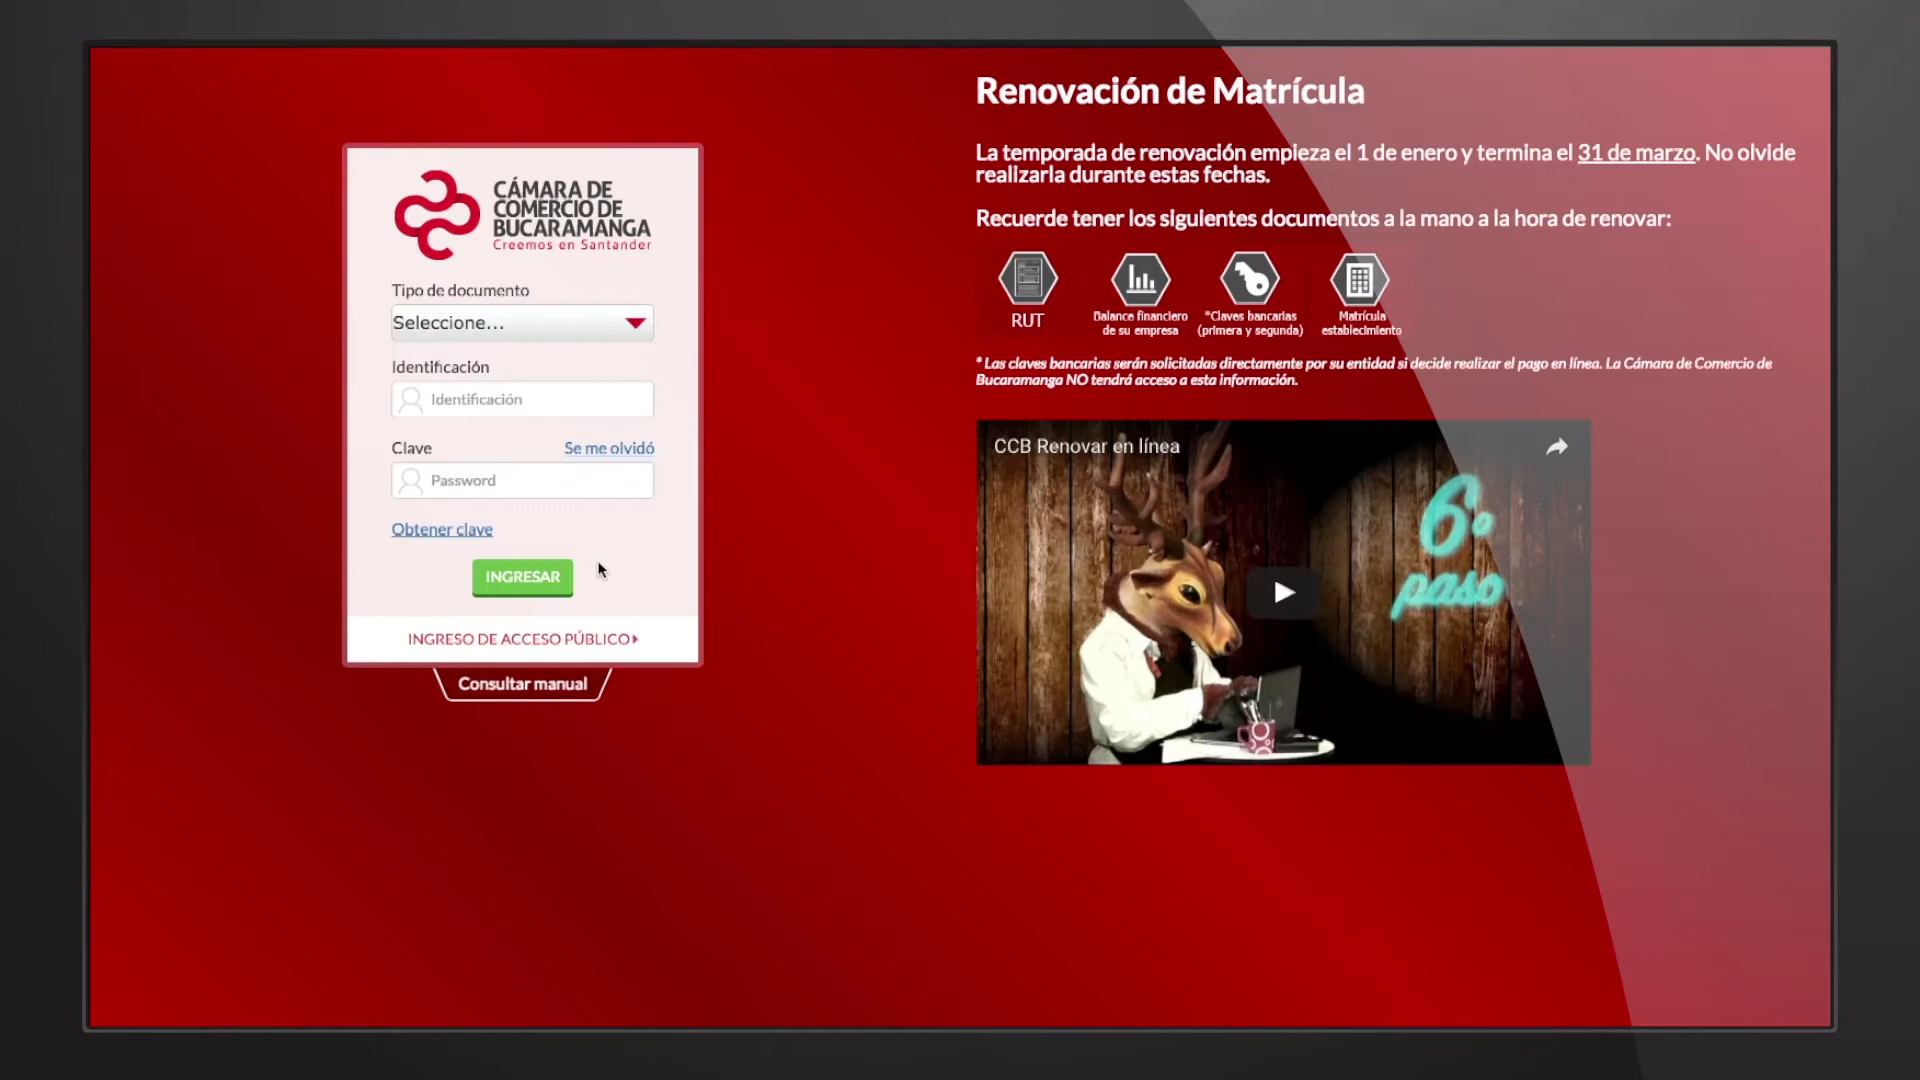 CÁMARA DE
COMERCIO DE
BUCARAMANGA
Creemos en Santander
Tipo de documento
Seleccione...
Identificación
Identificación
Clave
Se me olvidó
Password
Obtener clave
INGRESAR
INGRESO DE ACCESO PÚBLICO
Consultar manual
Renovación de Matrícula
La temporada de renovación empieza el 1 de enero y termina el 31 de marzo. No olvide
realizarla durante estas fechas.
Recuerde tener los siguientes documentos a la mano a la hora de renovar:
RUT
Balance financiero
de su empresa
*Claves bancarias
(primera y segunda)
Matrícula
establecimiento
* Las claves bancarias serán solicitadas directamente por su entidad si decide realizar el pago en línea. La Cámara de Comercio de
Bucaramanga NO tendrá acceso a esta información.
CCB Renovar en línea
6º
paso